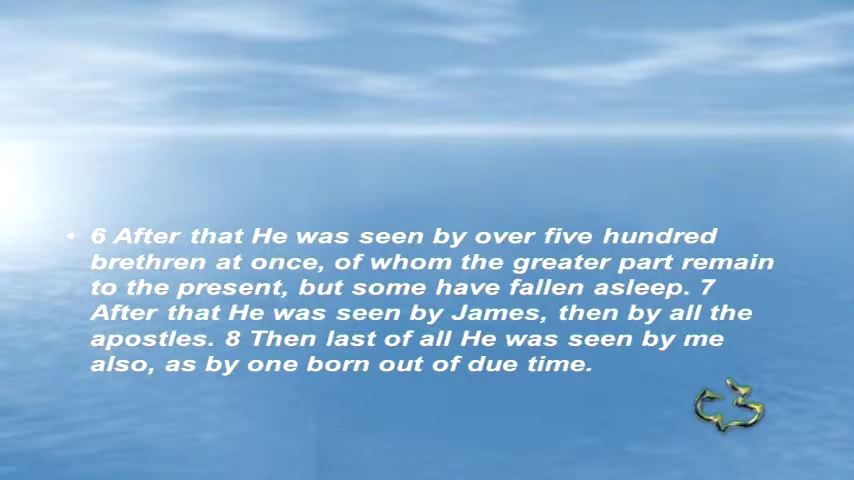 • 6 After that He was seen by over five hundred
brethren at once, of whom the greater part remain
to the present, but some have fallen asleep. 7
After that He was seen by James, then by all the
apostles. 8 Then last of all He was seen by me
also, as by one born out of due time.